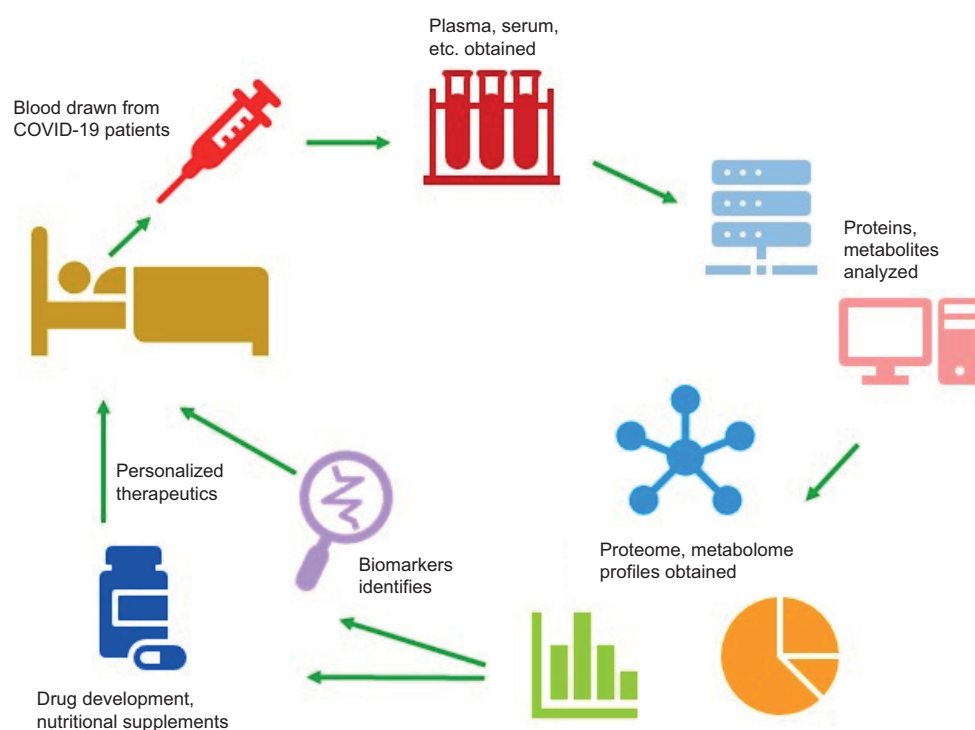 Plasma, serum,
etc. obtained
Blood drawn from
COVID-19 patients
Proteins,
metabolites
analyzed
Personalized
therapeutics
Proteome, metabolome
profiles obtained
Biomarkers
identifies
Drug development,
nutritional supplements